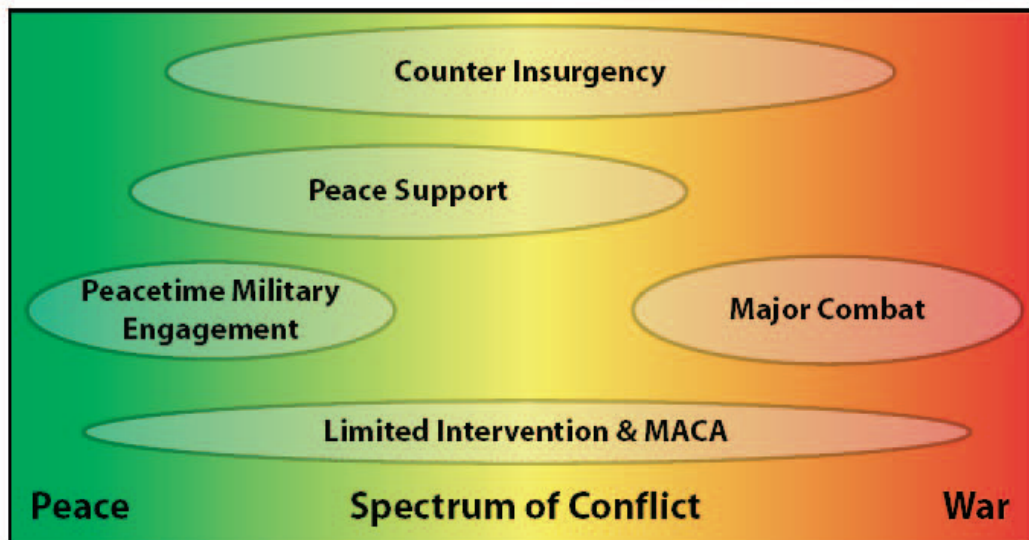 Counter Insurgency
Peace Support
Peacetime Military
Engagement
Major Combat
Limited Intervention & MACA
Peace
Spectrum of Conflict
War